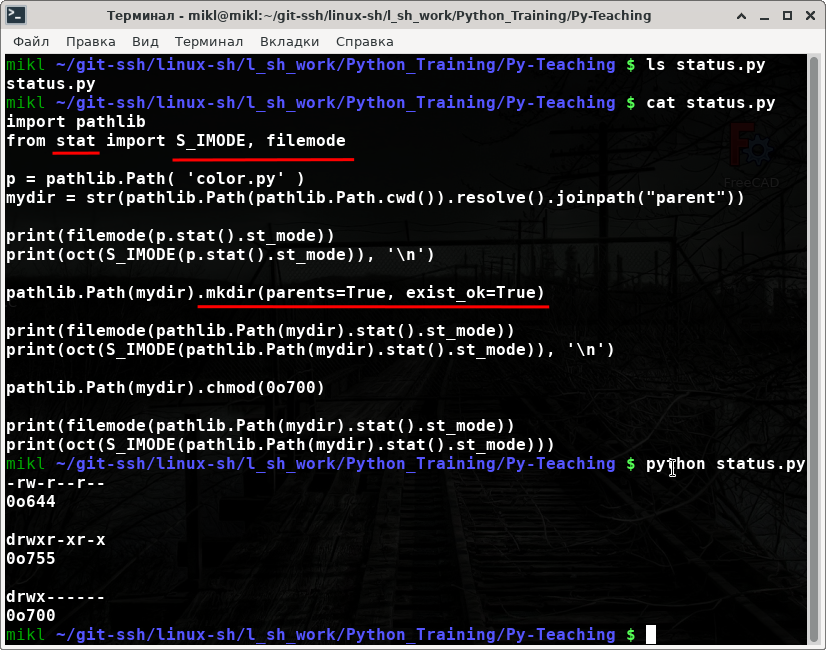 Терминал - mikl@mikl:~/git-ssh/linux-sh/l_sh_work/Python_Training/Py-Teaching
Файл Правка Вид Терминал Вкладки Справка
mikl ~/git-ssh/linux-sh/l_sh_work/Python_Training/Py-Teaching $ ls status.py
status.py
mikl ~/git-ssh/linux-sh/l_sh_work/Python_Training/Py-Teaching $ cat status.py
import pathlib
from stat import S_IMODE, filemode
FreeCAD
p = pathlib.Path( 'color.py' )
mydir = str(pathlib.Path(pathlib.Path.cwd()).resolve().joinpath("parent"))
print(filemode(p.stat().st_mode))
print(oct(S_IMODE(p.stat().st_mode)), '\n')
pathlib.Path(mydir).mkdir(parents=True, exist_ok=True)
print(filemode(pathlib.Path(mydir).stat().st_mode))
print(oct(S_IMODE(pathlib.Path(mydir).stat().st_mode)), '\n')
pathlib.Path(mydir).chmod(0o700)
print(filemode(pathlib.Path(mydir).stat().st_mode))
print(oct(S_IMODE(pathlib.Path(mydir).stat().st_mode)))
mikl ~/git-ssh/linux-sh/l_sh_work/Python_Training/Py-Teaching $ python status.py
-rw-r--r--
0o644
drwxr-xr-x
0o755
drwx------
0o700
mikl ~/git-ssh/linux-sh/l_sh_work/Python_Training/Py-Teaching $